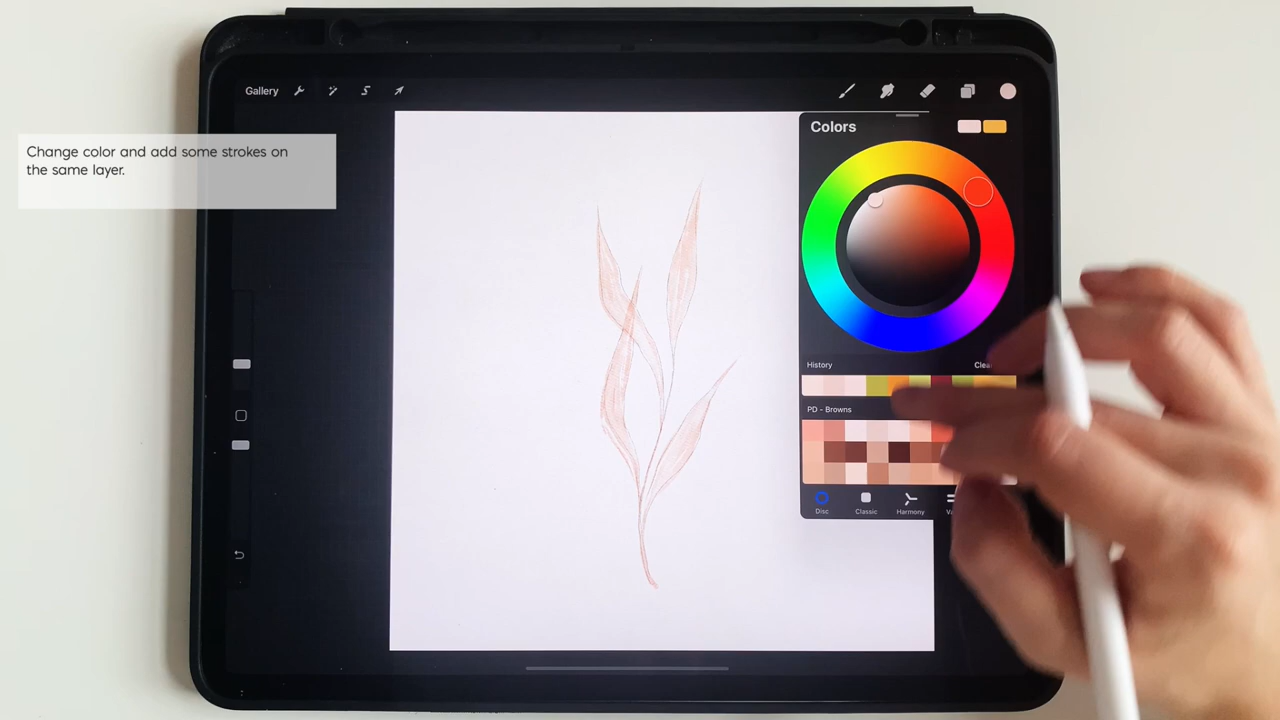 Gallery
Change color and add some strokes on
the same layer.
Colors
History
PD - Browns
Disc
Classic
Harmony